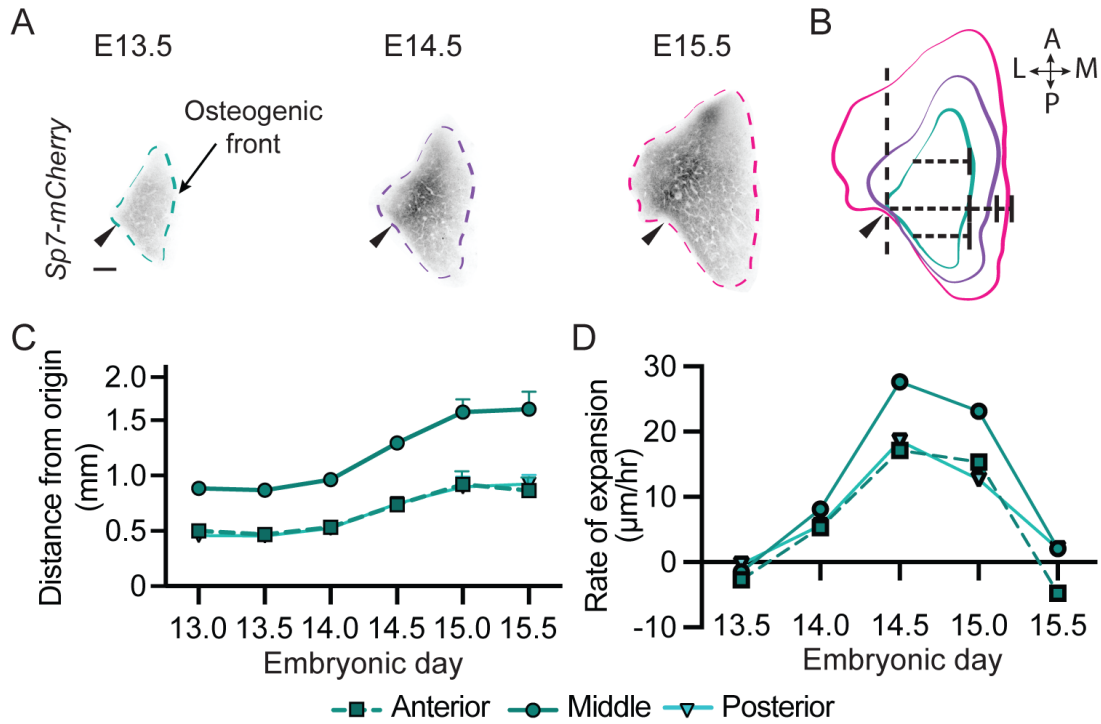 A
E13.5
E14.5
E15.5
Osteogenic
front
Sp7-mCherry
B
A
L M
P
C
Distance from origin
(mm)
2.0
1.5
1.0
0.5
0
13.0 13.5 14.0 14.5 15.0 15.5
Embryonic day
D
Rate of expansion
(µm/hr)
30
20
10
0
-10
13.5 14.0 14.5 15.0 15.5
Embryonic day
Anterior Middle Posterior